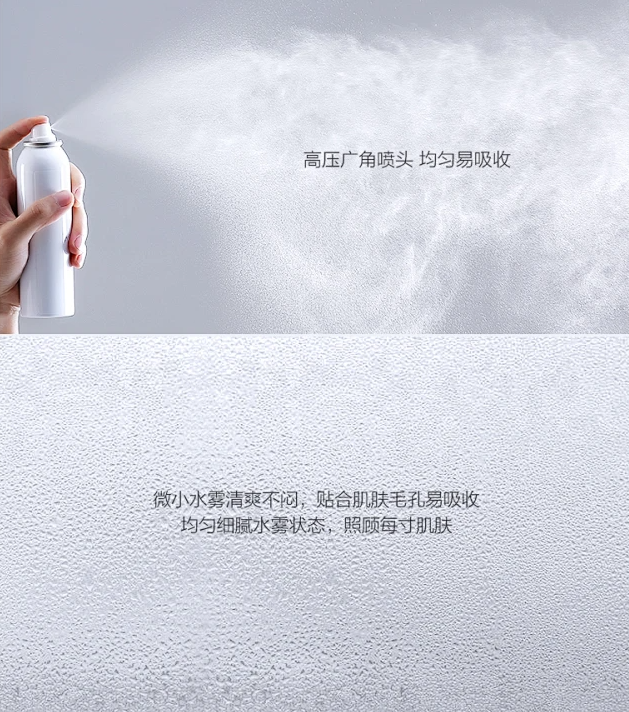 高压广角喷头 均匀易吸收
微小水雾清爽不闷，贴合肌肤毛孔易吸收
均匀细腻水雾状态，照顾每寸肌肤